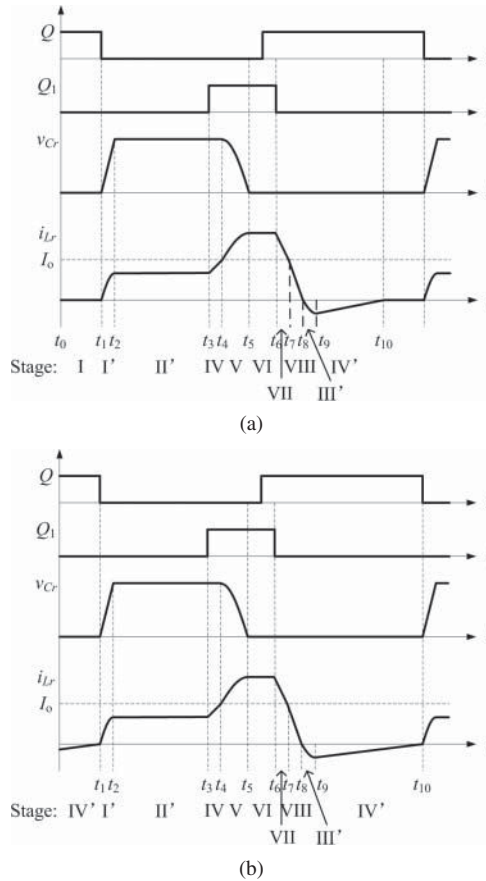 Q
Q1
vCr
iLr
Io
t0 t1 t2 t3 t4 t5 t6 t7 t8 t9 t10
Stage: I I' II' IV V VI VIII IV'
VII III'
(a)
Q
Q1
vCr
iLr
Io
t1 t2 t3 t4 t5 t6 t7 t8 t9 t10
Stage: IV' I' II' IV V VI VIII IV'
VII III'
(b)